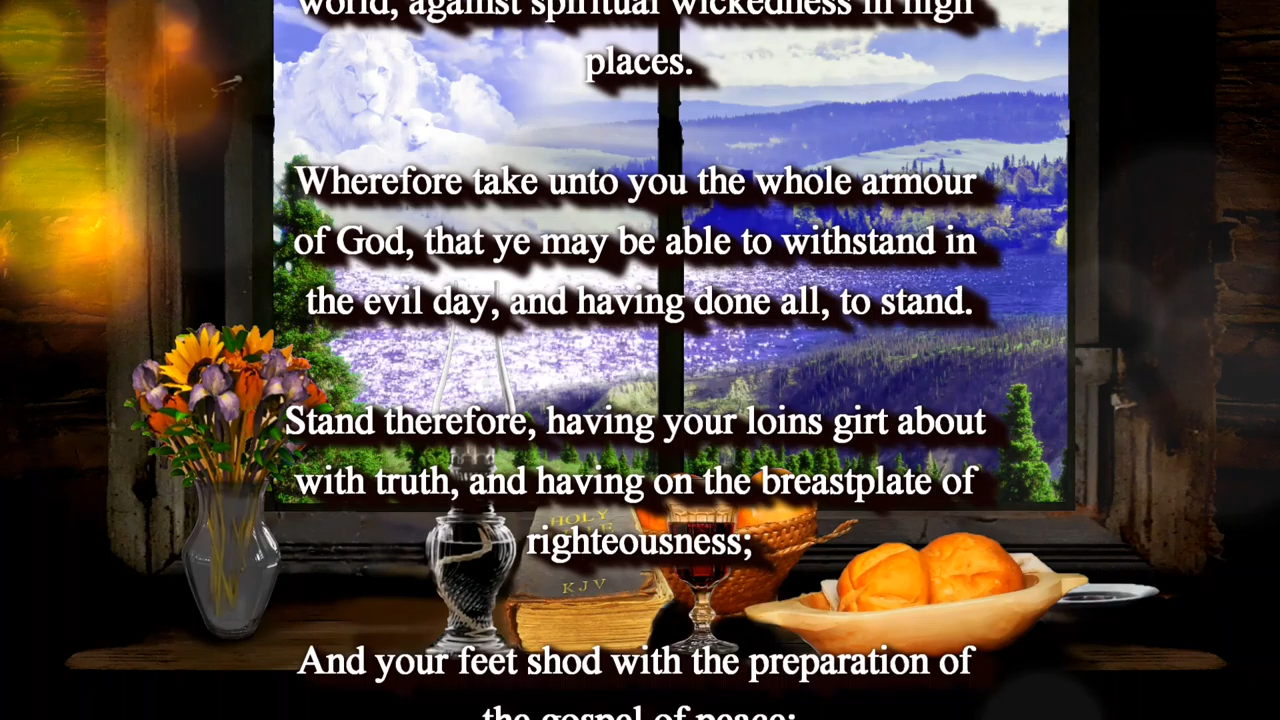 world, against spiritual wickedness in high
places.
Wherefore take unto you the whole armour
of God, that ye may be able to withstand in
the evil day, and having done all, to stand.
Stand therefore, having your loins girt about
with truth, and having on the breastplate of
righteousness;
And your feet shod with the preparation of
the gospel of peace;
HOLY
KJV